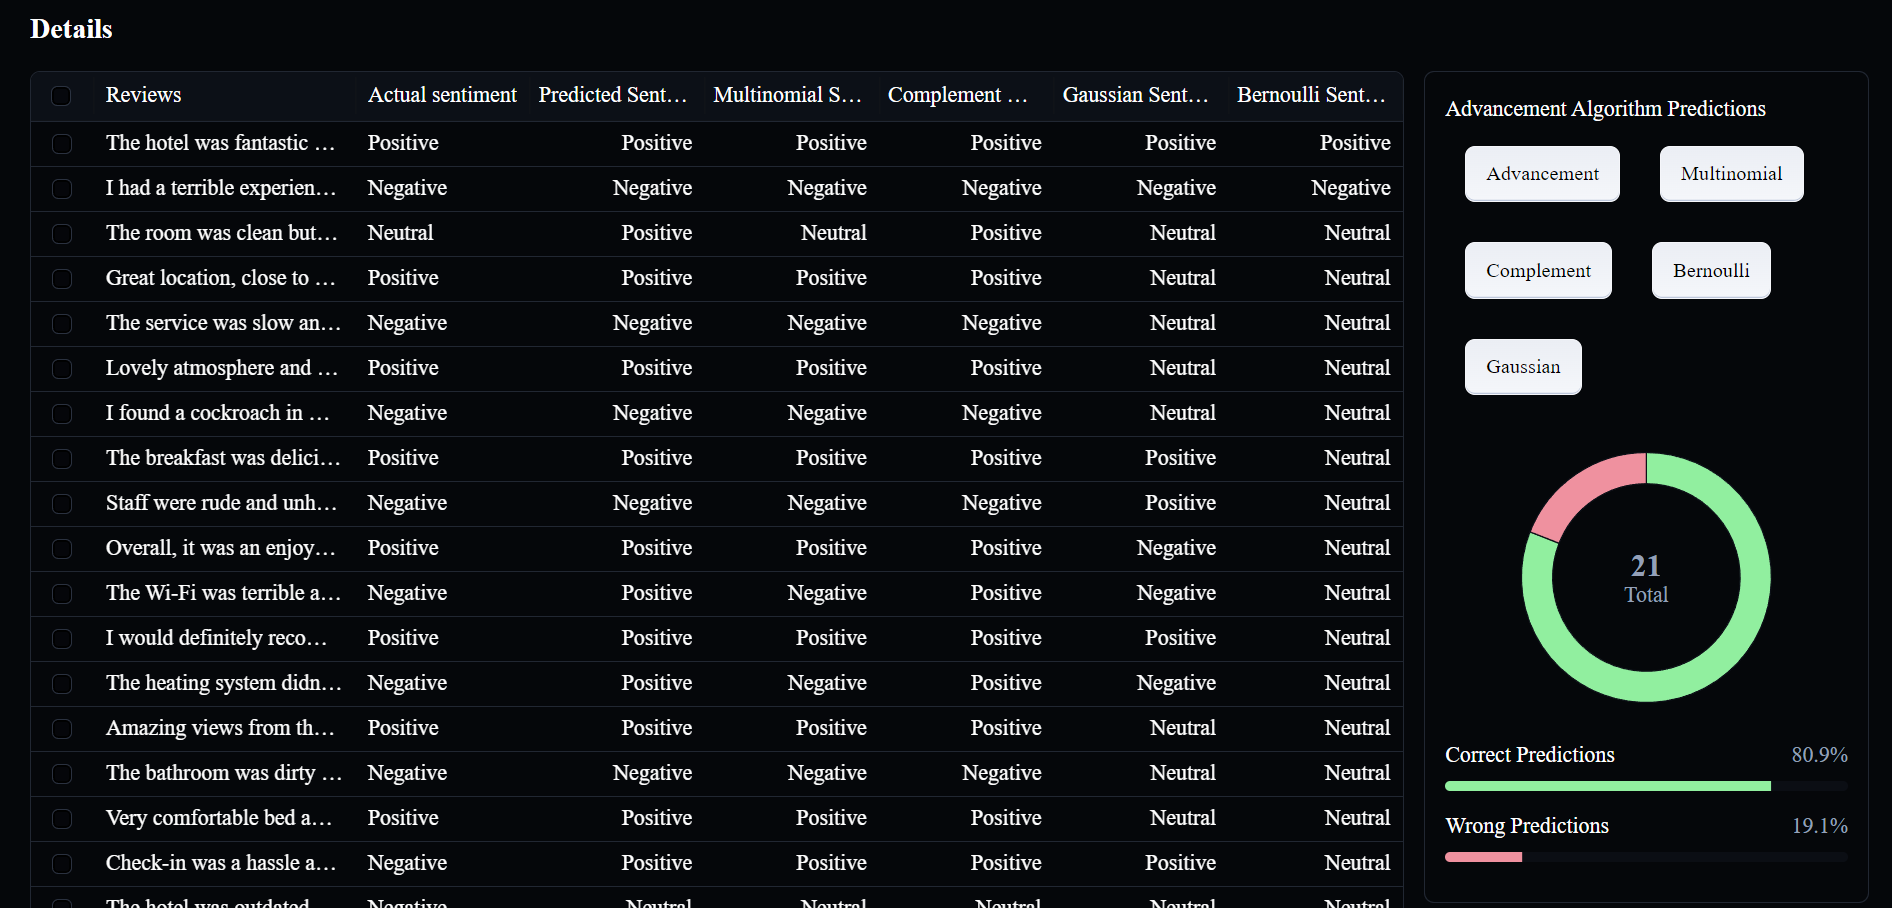 Details
Reviews Actual sentiment Predicted Sent... Multinomial S... Complement ... Gaussian Sent... Bernoulli Sent...
The hotel was fantastic ... Positive Positive Positive Positive Positive Positive
I had a terrible experien... Negative Negative Negative Negative Negative Negative
The room was clean but... Neutral Positive Neutral Positive Neutral Neutral
Great location, close to ... Positive Positive Positive Positive Neutral Neutral
The service was slow an... Negative Negative Negative Negative Neutral Neutral
Lovely atmosphere and ... Positive Positive Positive Positive Neutral Neutral
I found a cockroach in ... Negative Negative Negative Negative Neutral Neutral
The breakfast was delici... Positive Positive Positive Positive Positive Neutral
Staff were rude and unh... Negative Negative Negative Negative Positive Neutral
Overall, it was an enjoy... Positive Positive Positive Positive Negative Neutral
The Wi-Fi was terrible a... Negative Positive Negative Positive Negative Neutral
I would definitely reco... Positive Positive Positive Positive Positive Neutral
The heating system didn... Negative Positive Negative Positive Negative Neutral
Amazing views from th... Positive Positive Positive Positive Neutral Neutral
The bathroom was dirty ... Negative Negative Negative Negative Neutral Neutral
Very comfortable bed a... Positive Positive Positive Positive Neutral Neutral
Check-in was a hassle a... Negative Positive Positive Positive Positive Neutral
The hotel was outdated... Negative Neutral Neutral Neutral Neutral Neutral
Advancement Algorithm Predictions
Advancement Multinomial
Complement Bernoulli
Gaussian
21
Total
Correct Predictions 80.9%
Wrong Predictions 19.1%